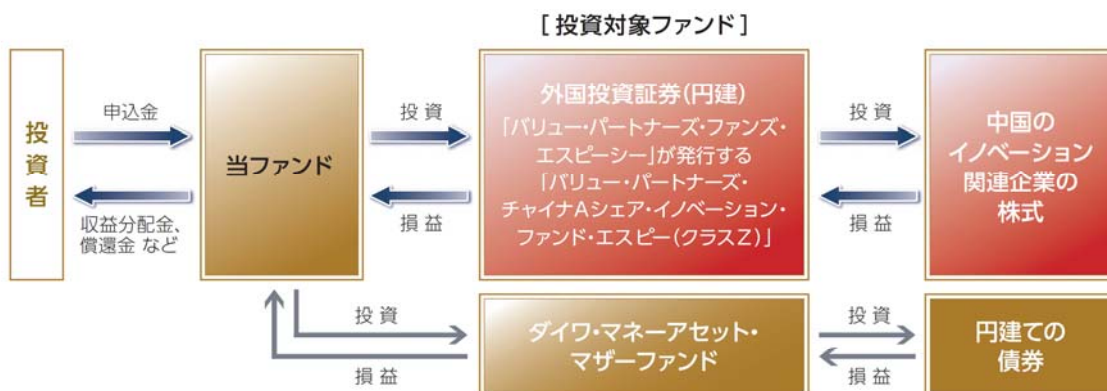 [投資対象ファンド]
投資者
申込金
収益分配金、
償還金 など
当ファンド
投 資
損 益
外国投資証券(円建)
「バリュー・パートナーズ・ファンズ・
エスピーシー」が発行する
「バリュー・パートナーズ・
チャイナAシェア・イノベーション・
ファンド・エスピー(クラスZ)」
投 資
損 益
中国の
イノベーション
関連企業の
株式
投 資
損 益
ダイワ・マネーアセット・
マザーファンド
投 資
損 益
円建ての
債券